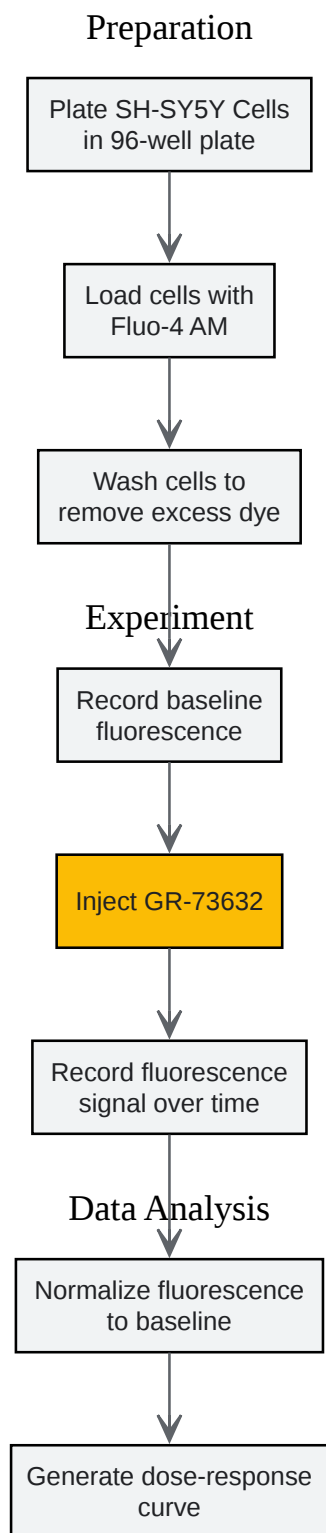 Preparation
Plate SH-SY5Y Cells
in 96-well plate
Load cells with
Fluo-4 AM
Wash cells to
remove excess dye
Experiment
Record baseline
fluorescence
Inject GR-73632
Record fluorescence
signal over time
Data Analysis
Normalize fluorescence
to baseline
Generate dose-response
curve